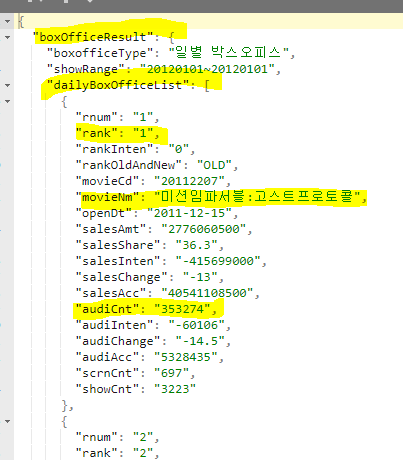 {
"boxOfficeResult": {
"boxofficeType": "일별 박스오피스",
"showRange": "20120101~20120101",
"dailyBoxOfficeList": [
{
"rnum": "1",
"rank": "1",
"rankInten": "0",
"rankOldAndNew": "OLD",
"movieCd": "20112207",
"movieNm": "미션임파서블:고스트프로토콜",
"openDt": "2011-12-15",
"salesAmt": "2776060500",
"salesShare": "36.3",
"salesInten": "-415699000",
"salesChange": "-13",
"salesAcc": "40541108500",
"audiCnt": "353274",
"audiInten": "-60106",
"audiChange": "-14.5",
"audiAcc": "5328435",
"scrnCnt": "697",
"showCnt": "3223"
},
{
"rnum": "2",
"rank": "2",